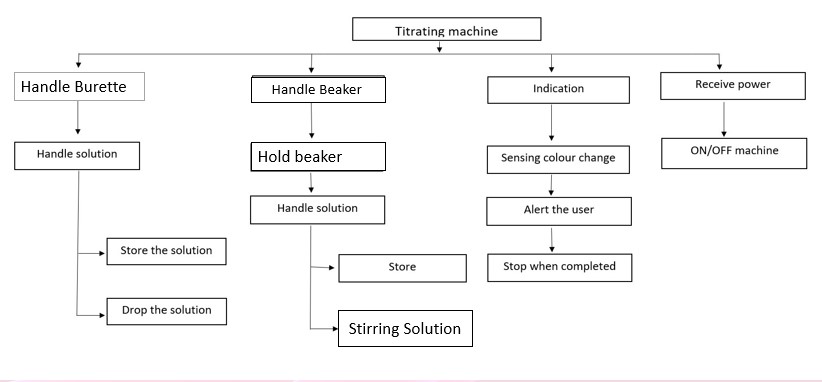 Titrating machine
Handle Burette
Handle Beaker
Indication
Receive power
Handle solution
Hold beaker
Sensing colour change
ON/OFF machine
Handle solution
Alert the user
Store the solution
Store
Stop when completed
Drop the solution
Stirring Solution